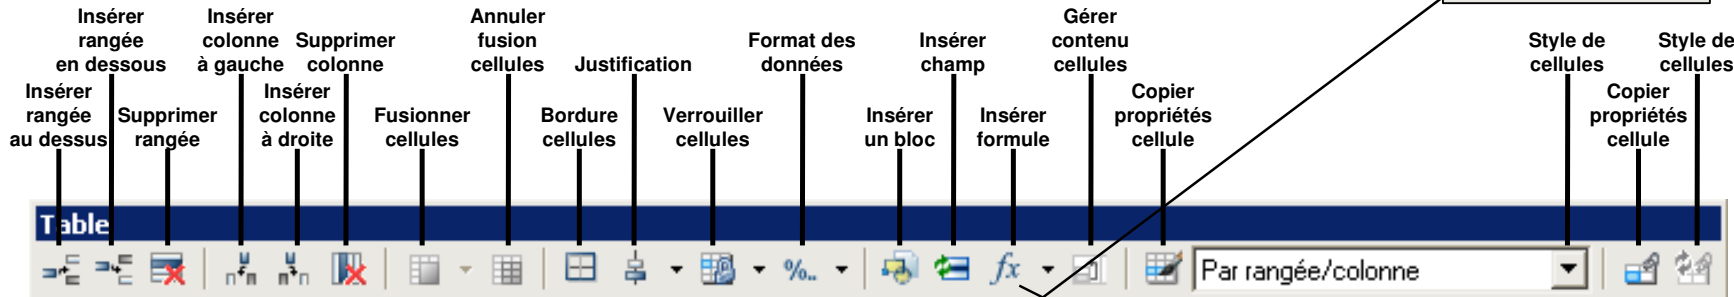 Insérer
rangée
en dessous
Insérer
colonne
à gauche
Supprimer
colonne
Annuler
fusion
cellules
Justification
Format des
données
Insérer
champ
Gérer
contenu
cellules
Style de
cellules
Style de
cellules
Insérer
rangée
au dessus
Supprimer
rangée
Insérer
colonne
à droite
Fusionner
cellules
Bordure
cellules
Verrouiller
cellules
Insérer
un bloc
Insérer
formule
Copier
propriétés
cellule
Copier
propriétés
cellule
Table
%..
fx
Par rangée/colonne